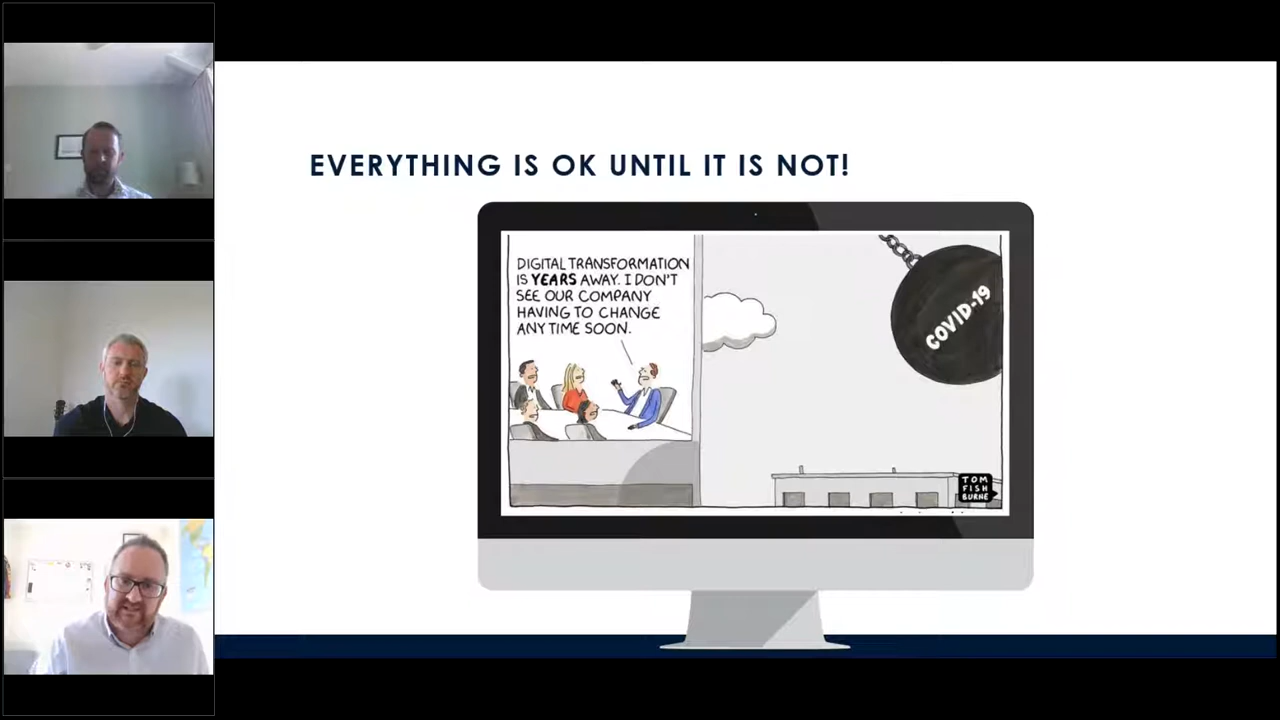 EVERYTHING IS OK UNTIL IT IS NOT!
DIGITAL TRANSFORMATION
IS YEARS AWAY. I DON'T
SEE OUR COMPANY
HAVING TO CHANGE
ANY TIME SOON.
COVID-19
TOM
FISH
BURNE